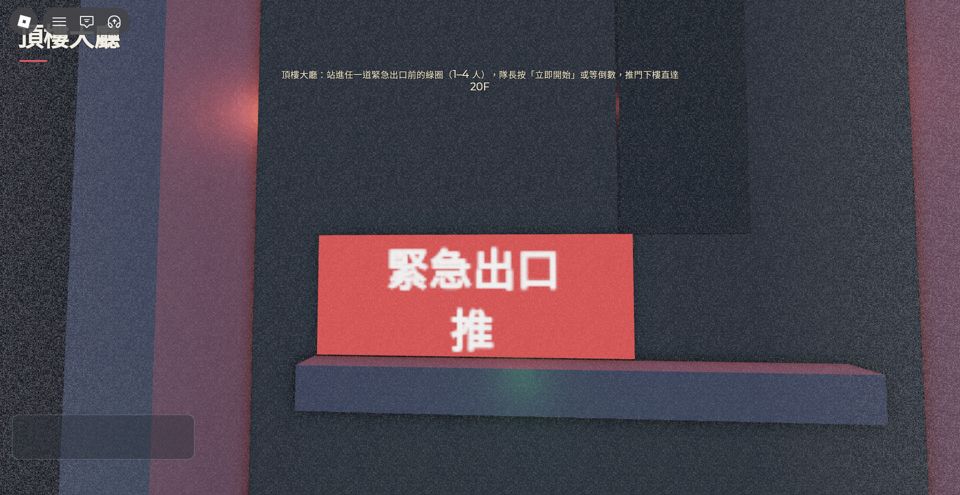 頂樓大廳
頂樓大廳：站進任一道緊急出口前的綠圈（1–4 人），隊長按「立即開始」或等倒數，推門下樓直達
20F
緊急出口
推